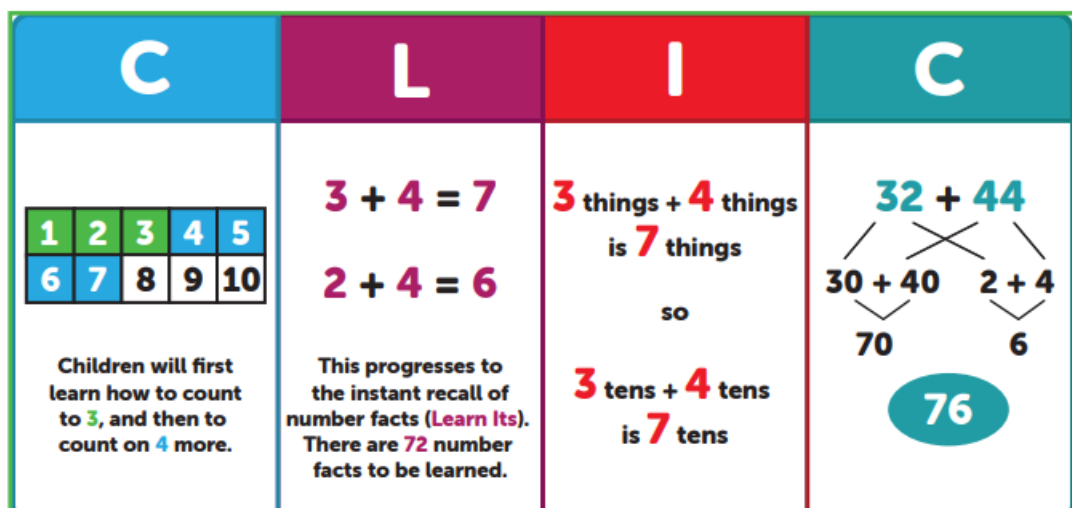 C
L
I
C
1 2 3 4 5
6 7 8 9 10
Children will first
learn how to count
to 3, and then to
count on 4 more.
3 + 4 = 7
2 + 4 = 6
This progresses to
the instant recall of
number facts (Learn Its).
There are 72 number
facts to be learned.
3 things + 4 things
is 7 things
so
3 tens + 4 tens
is 7 tens
32 + 44
30 + 40 2 + 4
70 6
76